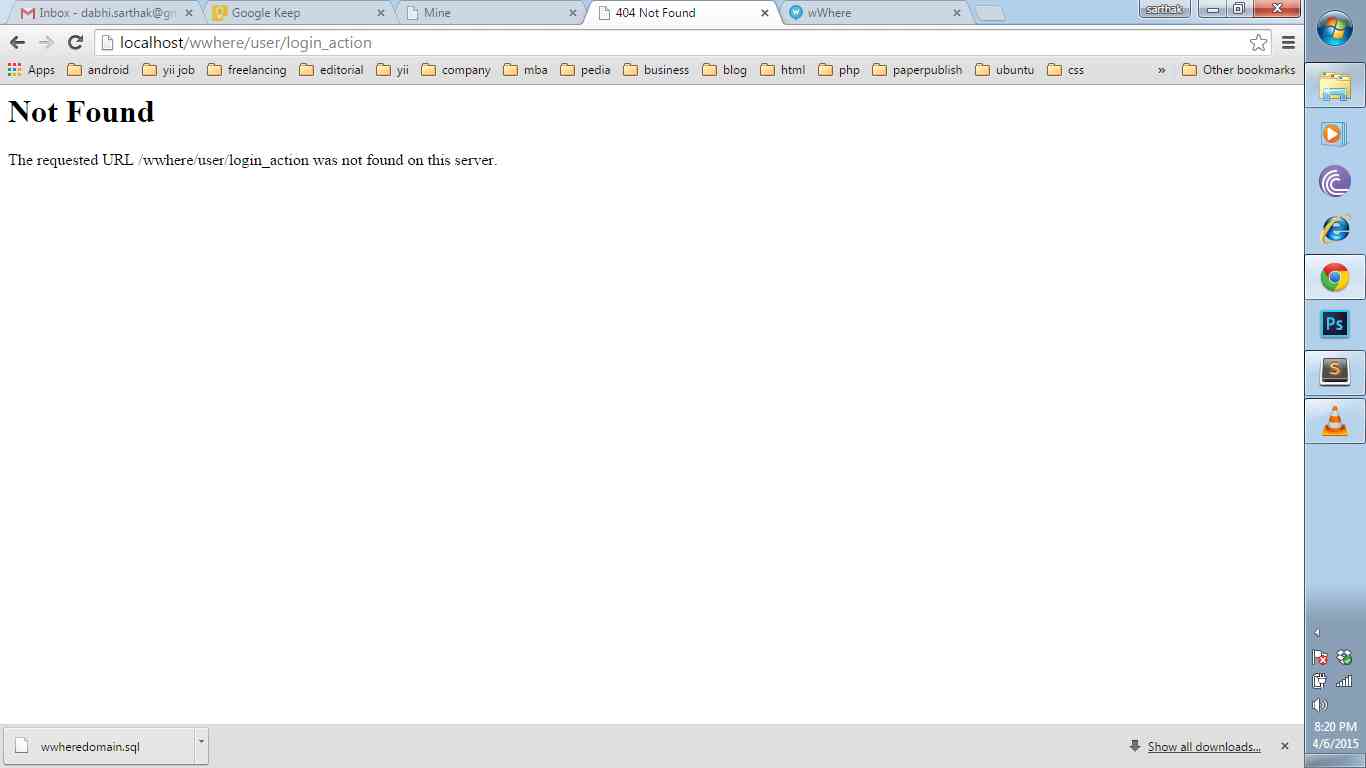 Inbox - dabhi.sarthak@gn
Google Keep
Mine
404 Not Found
wWhere
sarthak
localhost/wwhere/user/login_action
Apps
android
yii job
freelancing
editorial
yii
company
mba
pedia
business
blog
html
php
paperpublish
ubuntu
css
»
Other bookmarks
Not Found
The requested URL /wwhere/user/login_action was not found on this server.
Ps
S
wwheredomain.sql
Show all downloads...
8:20 PM
4/6/2015